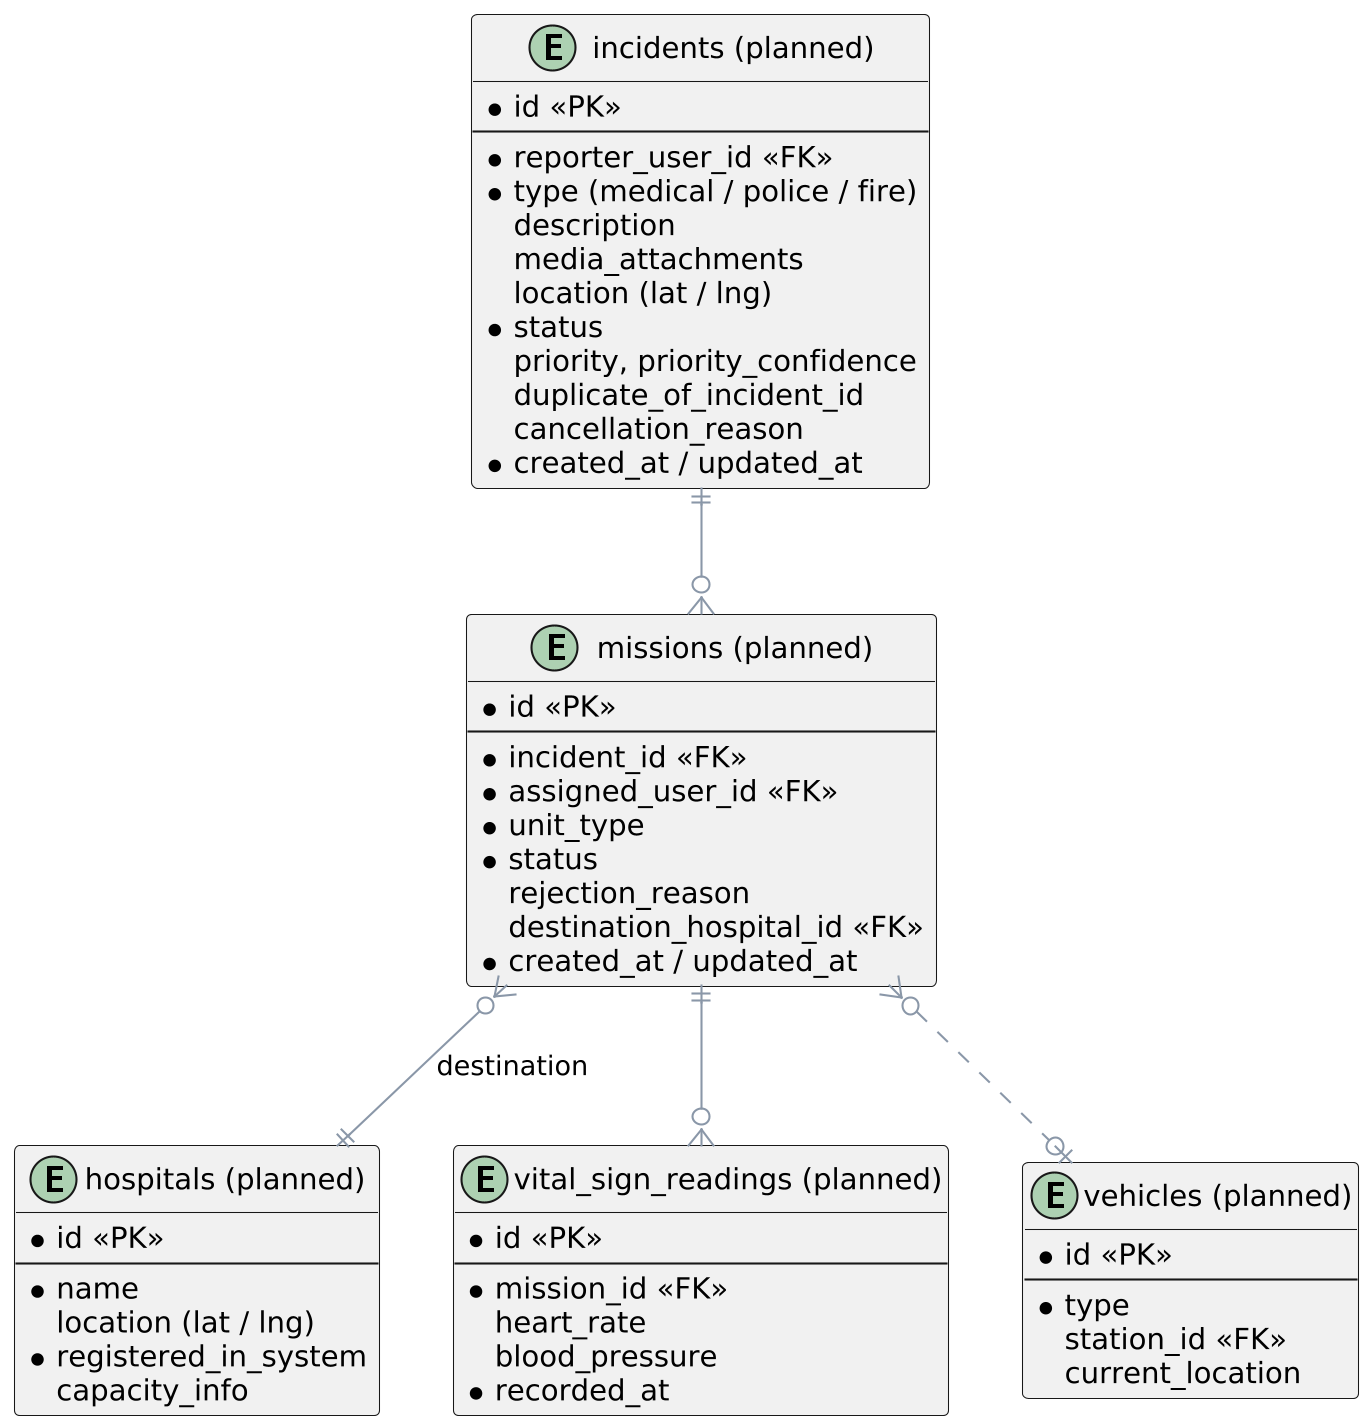 E incidents (planned)
id «PK»
reporter_user_id «FK»
type (medical / police / fire)
description
media_attachments
location (lat / lng)
status
priority, priority_confidence
duplicate_of_incident_id
cancellation_reason
created_at / updated_at
E missions (planned)
id «PK»
incident_id «FK»
assigned_user_id «FK»
unit_type
status
rejection_reason
destination_hospital_id «FK»
created_at / updated_at
destination
E hospitals (planned)
id «PK»
name
location (lat / lng)
registered_in_system
capacity_info
E vital_sign_readings (planned)
id «PK»
mission_id «FK»
heart_rate
blood_pressure
recorded_at
E vehicles (planned)
id «PK»
type
station_id «FK»
current_location